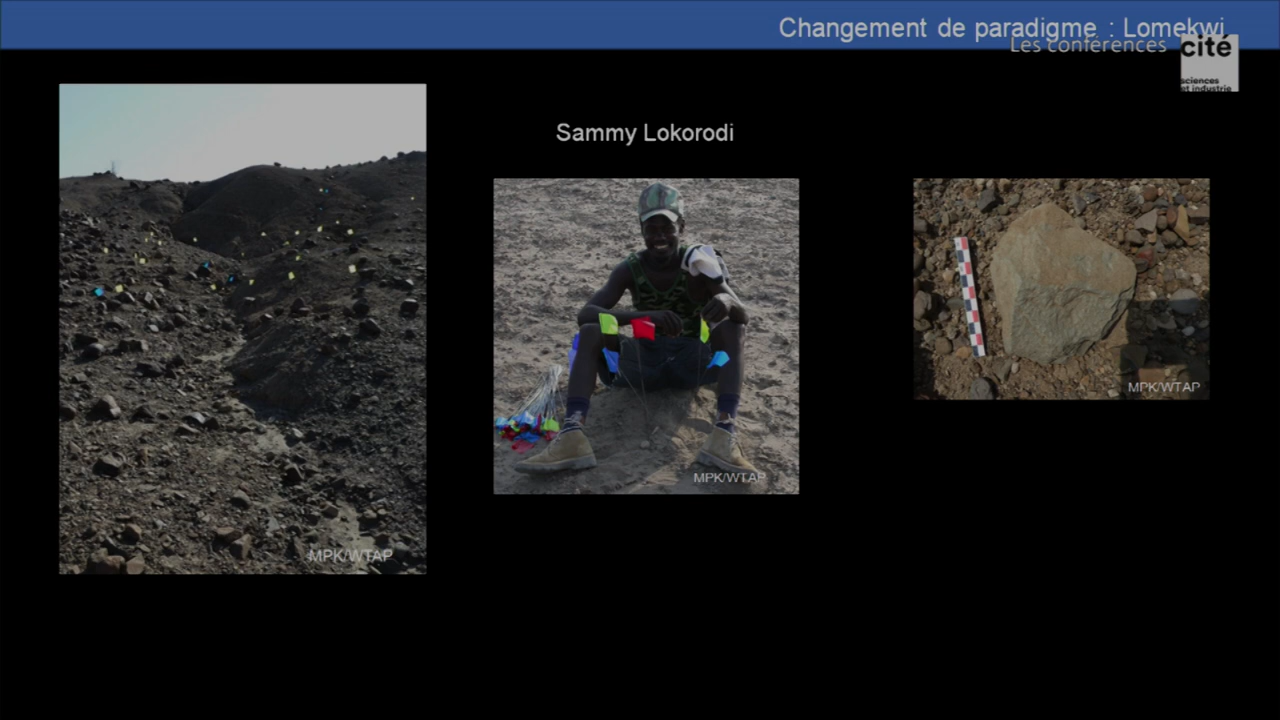 Changement de paradigme : Lomekwi
Les conférences
cité
sciences
et industrie
Sammy Lokorodi
MPK/WTAP
MPK/WTAP
MPK/WTAP